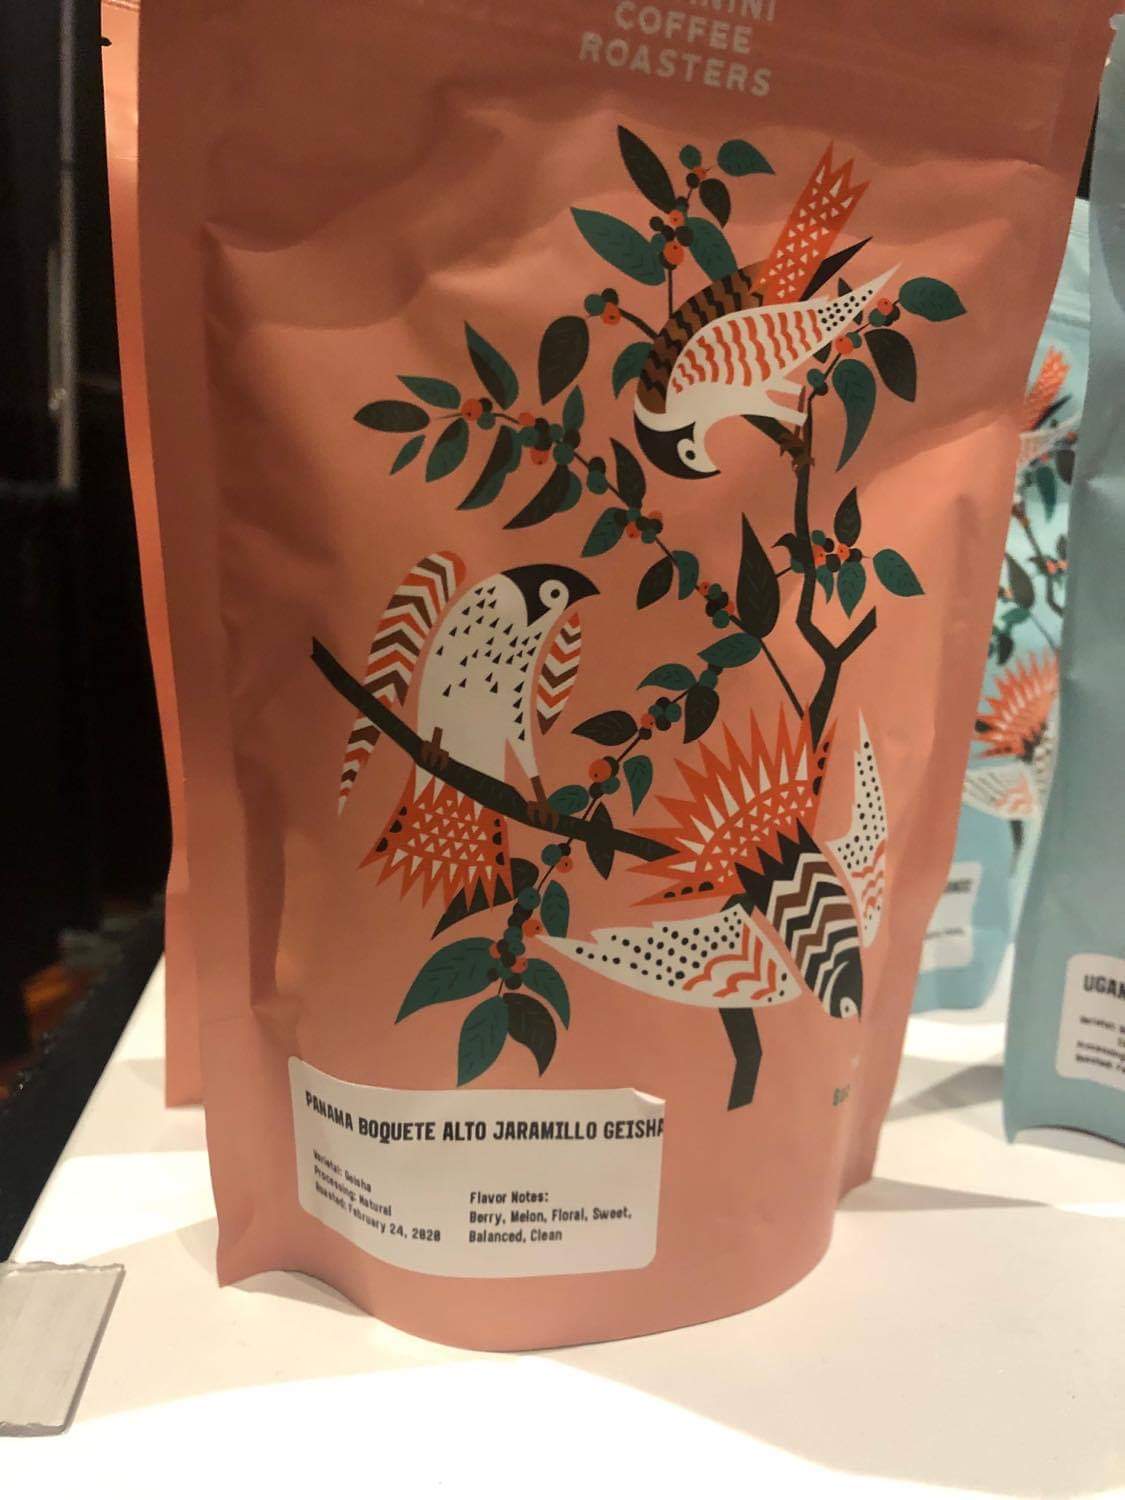 COFFEE
ROASTERS
PANAMA BOQUETE ALTO JARAMILLO GEISHA
Varietal: Geisha
Processing: Natural
Roasted: February 24, 2020
Flavor Notes:
Berry, Melon, Floral, Sweet,
Balanced, Clean